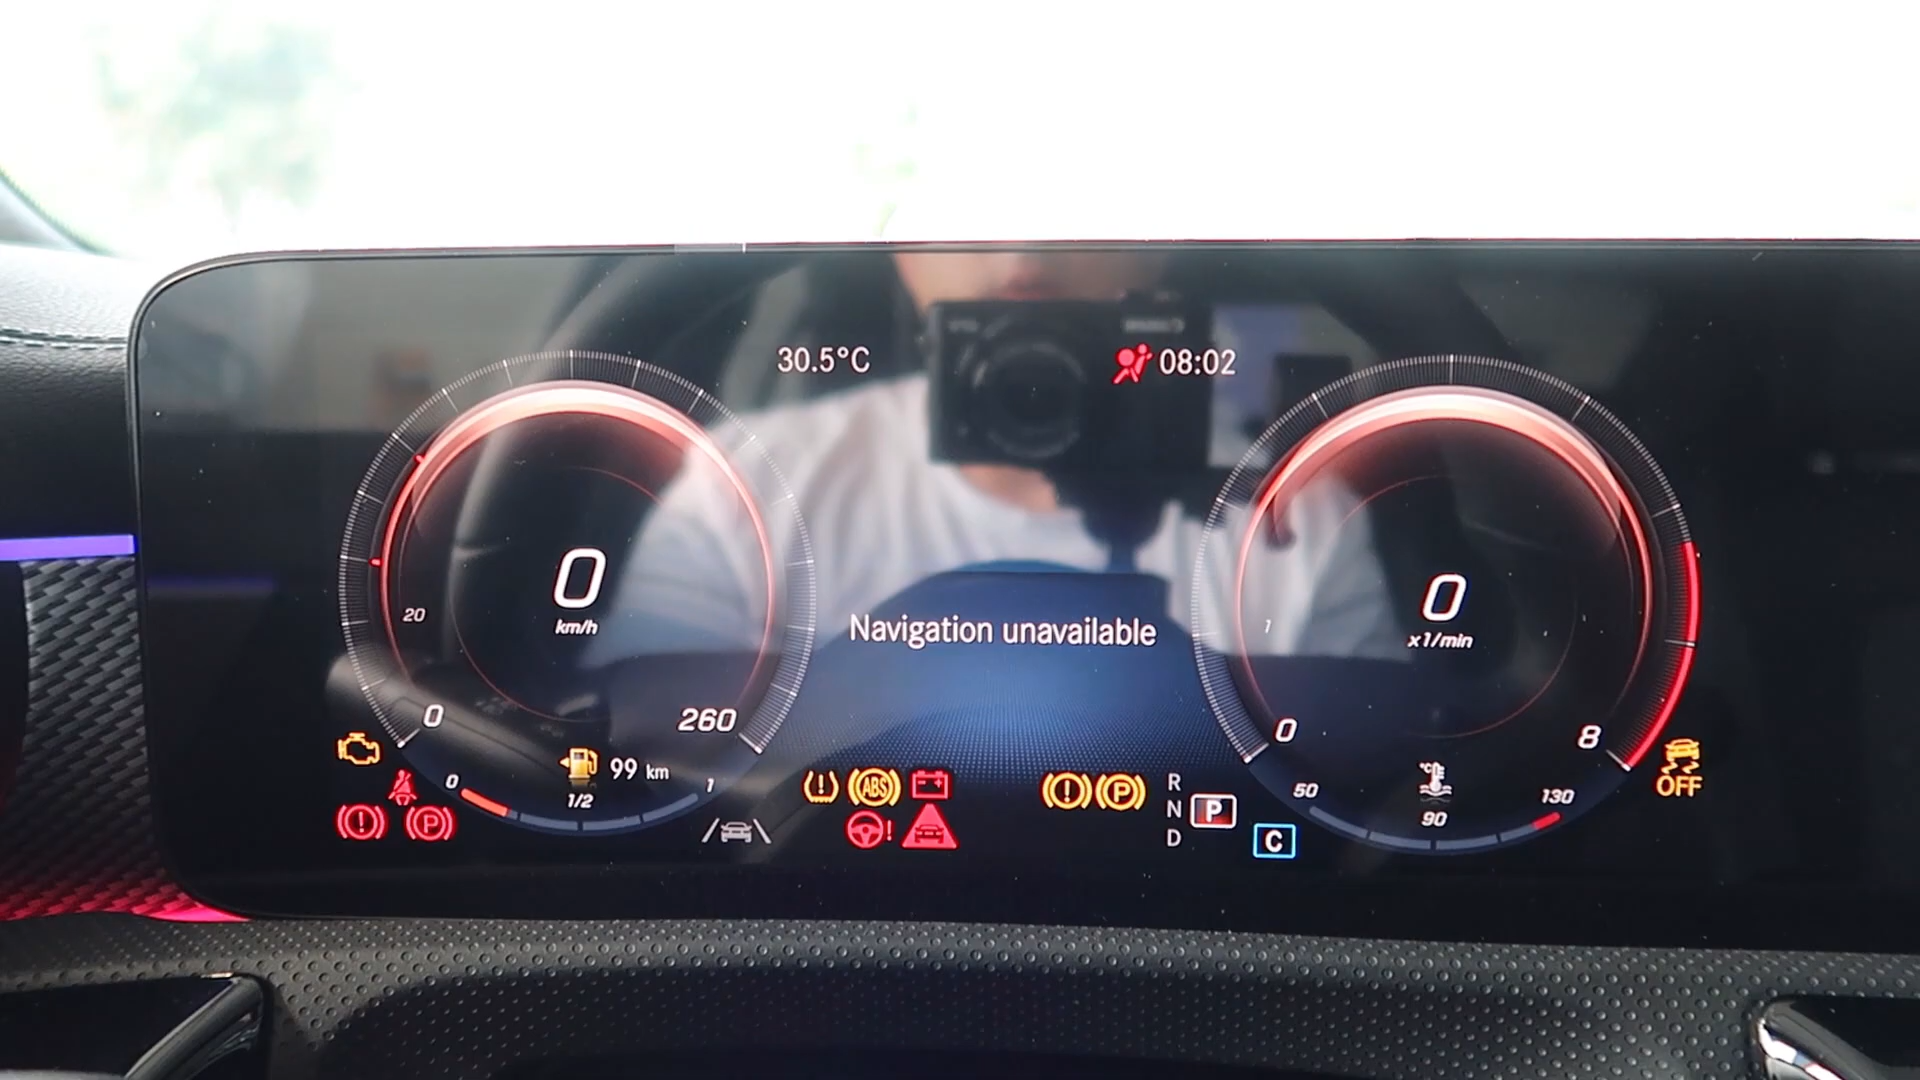 30.5°C
08:02
20
0
km/h
0
260
Navigation unavailable
1
0
x1/min
0
8
0
1/2
1
99 km
ABS
P
P
R
N
D
P
C
°C
50
90
130
OFF